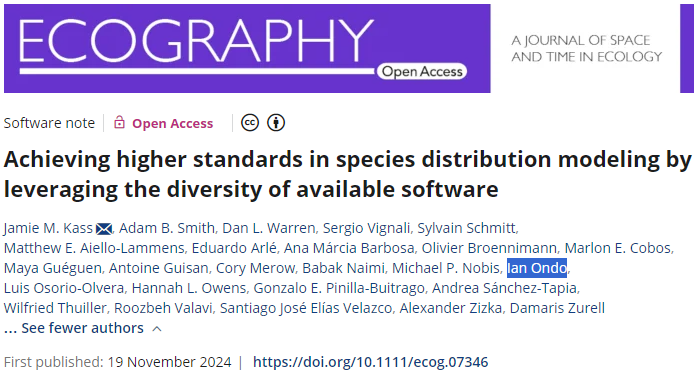 ECOGRAPHY
Open Access
A JOURNAL OF SPACE
AND TIME IN ECOLOGY
Software note | Open Access | cc
Achieving higher standards in species distribution modeling by
leveraging the diversity of available software
Jamie M. Kass, Adam B. Smith, Dan L. Warren, Sergio Vignali, Sylvain Schmitt,
Matthew E. Aiello-Lammens, Eduardo Arlé, Ana Márcia Barbosa, Olivier Broennimann, Marlon E. Cobos,
Maya Guéguen, Antoine Guisan, Cory Merow, Babak Naimi, Michael P. Nobis, Ian Ondo,
Luis Osorio-Olvera, Hannah L. Owens, Gonzalo E. Pinilla-Buitrago, Andrea Sánchez-Tapia,
Wilfried Thuiller, Roozbeh Valavi, Santiago José Elías Velazco, Alexander Zizka, Damaris Zurell
... See fewer authors
First published: 19 November 2024 | https://doi.org/10.1111/ecog.07346